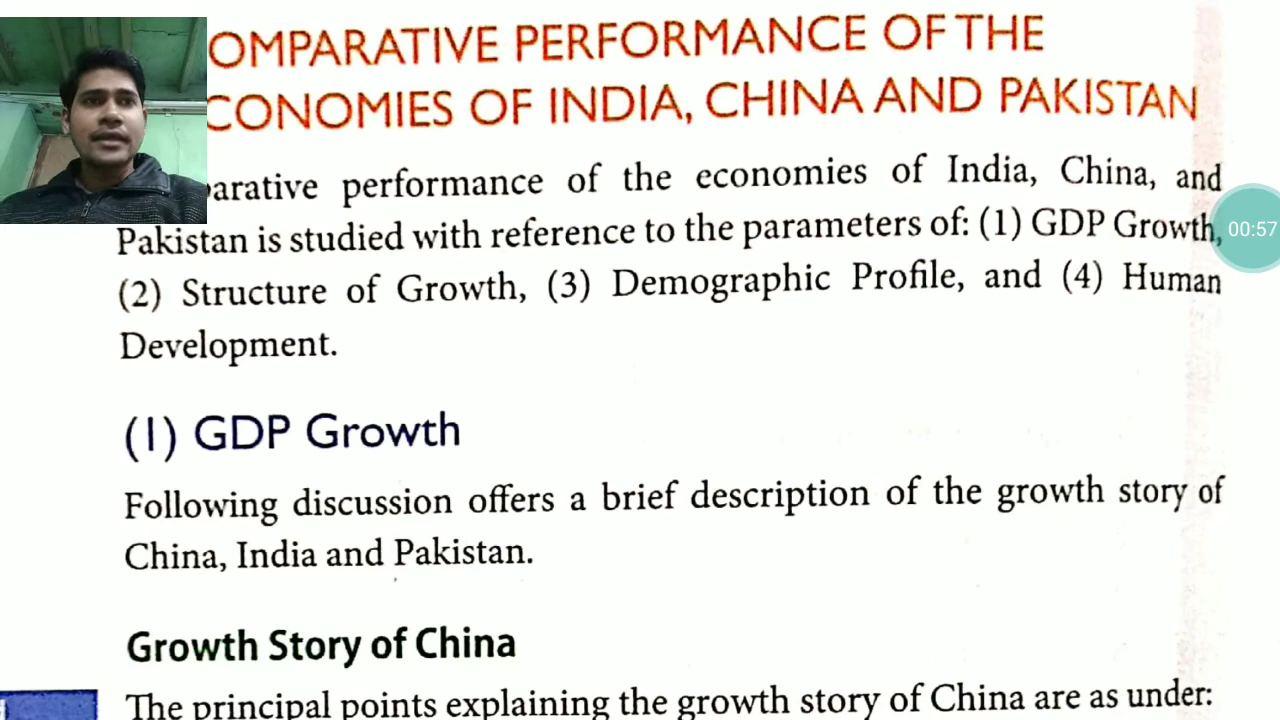 OMPARATIVE PERFORMANCE OF THE
CONOMIES OF INDIA, CHINA AND PAKISTAN
parative performance of the economies of India, China, and
Pakistan is studied with reference to the parameters of: (1) GDP Growth,
(2) Structure of Growth, (3) Demographic Profile, and (4) Human
Development.
00:57
(1) GDP Growth
Following discussion offers a brief description of the growth story of
China, India and Pakistan.
Growth Story of China
The principal points explaining the growth story of China are as under: